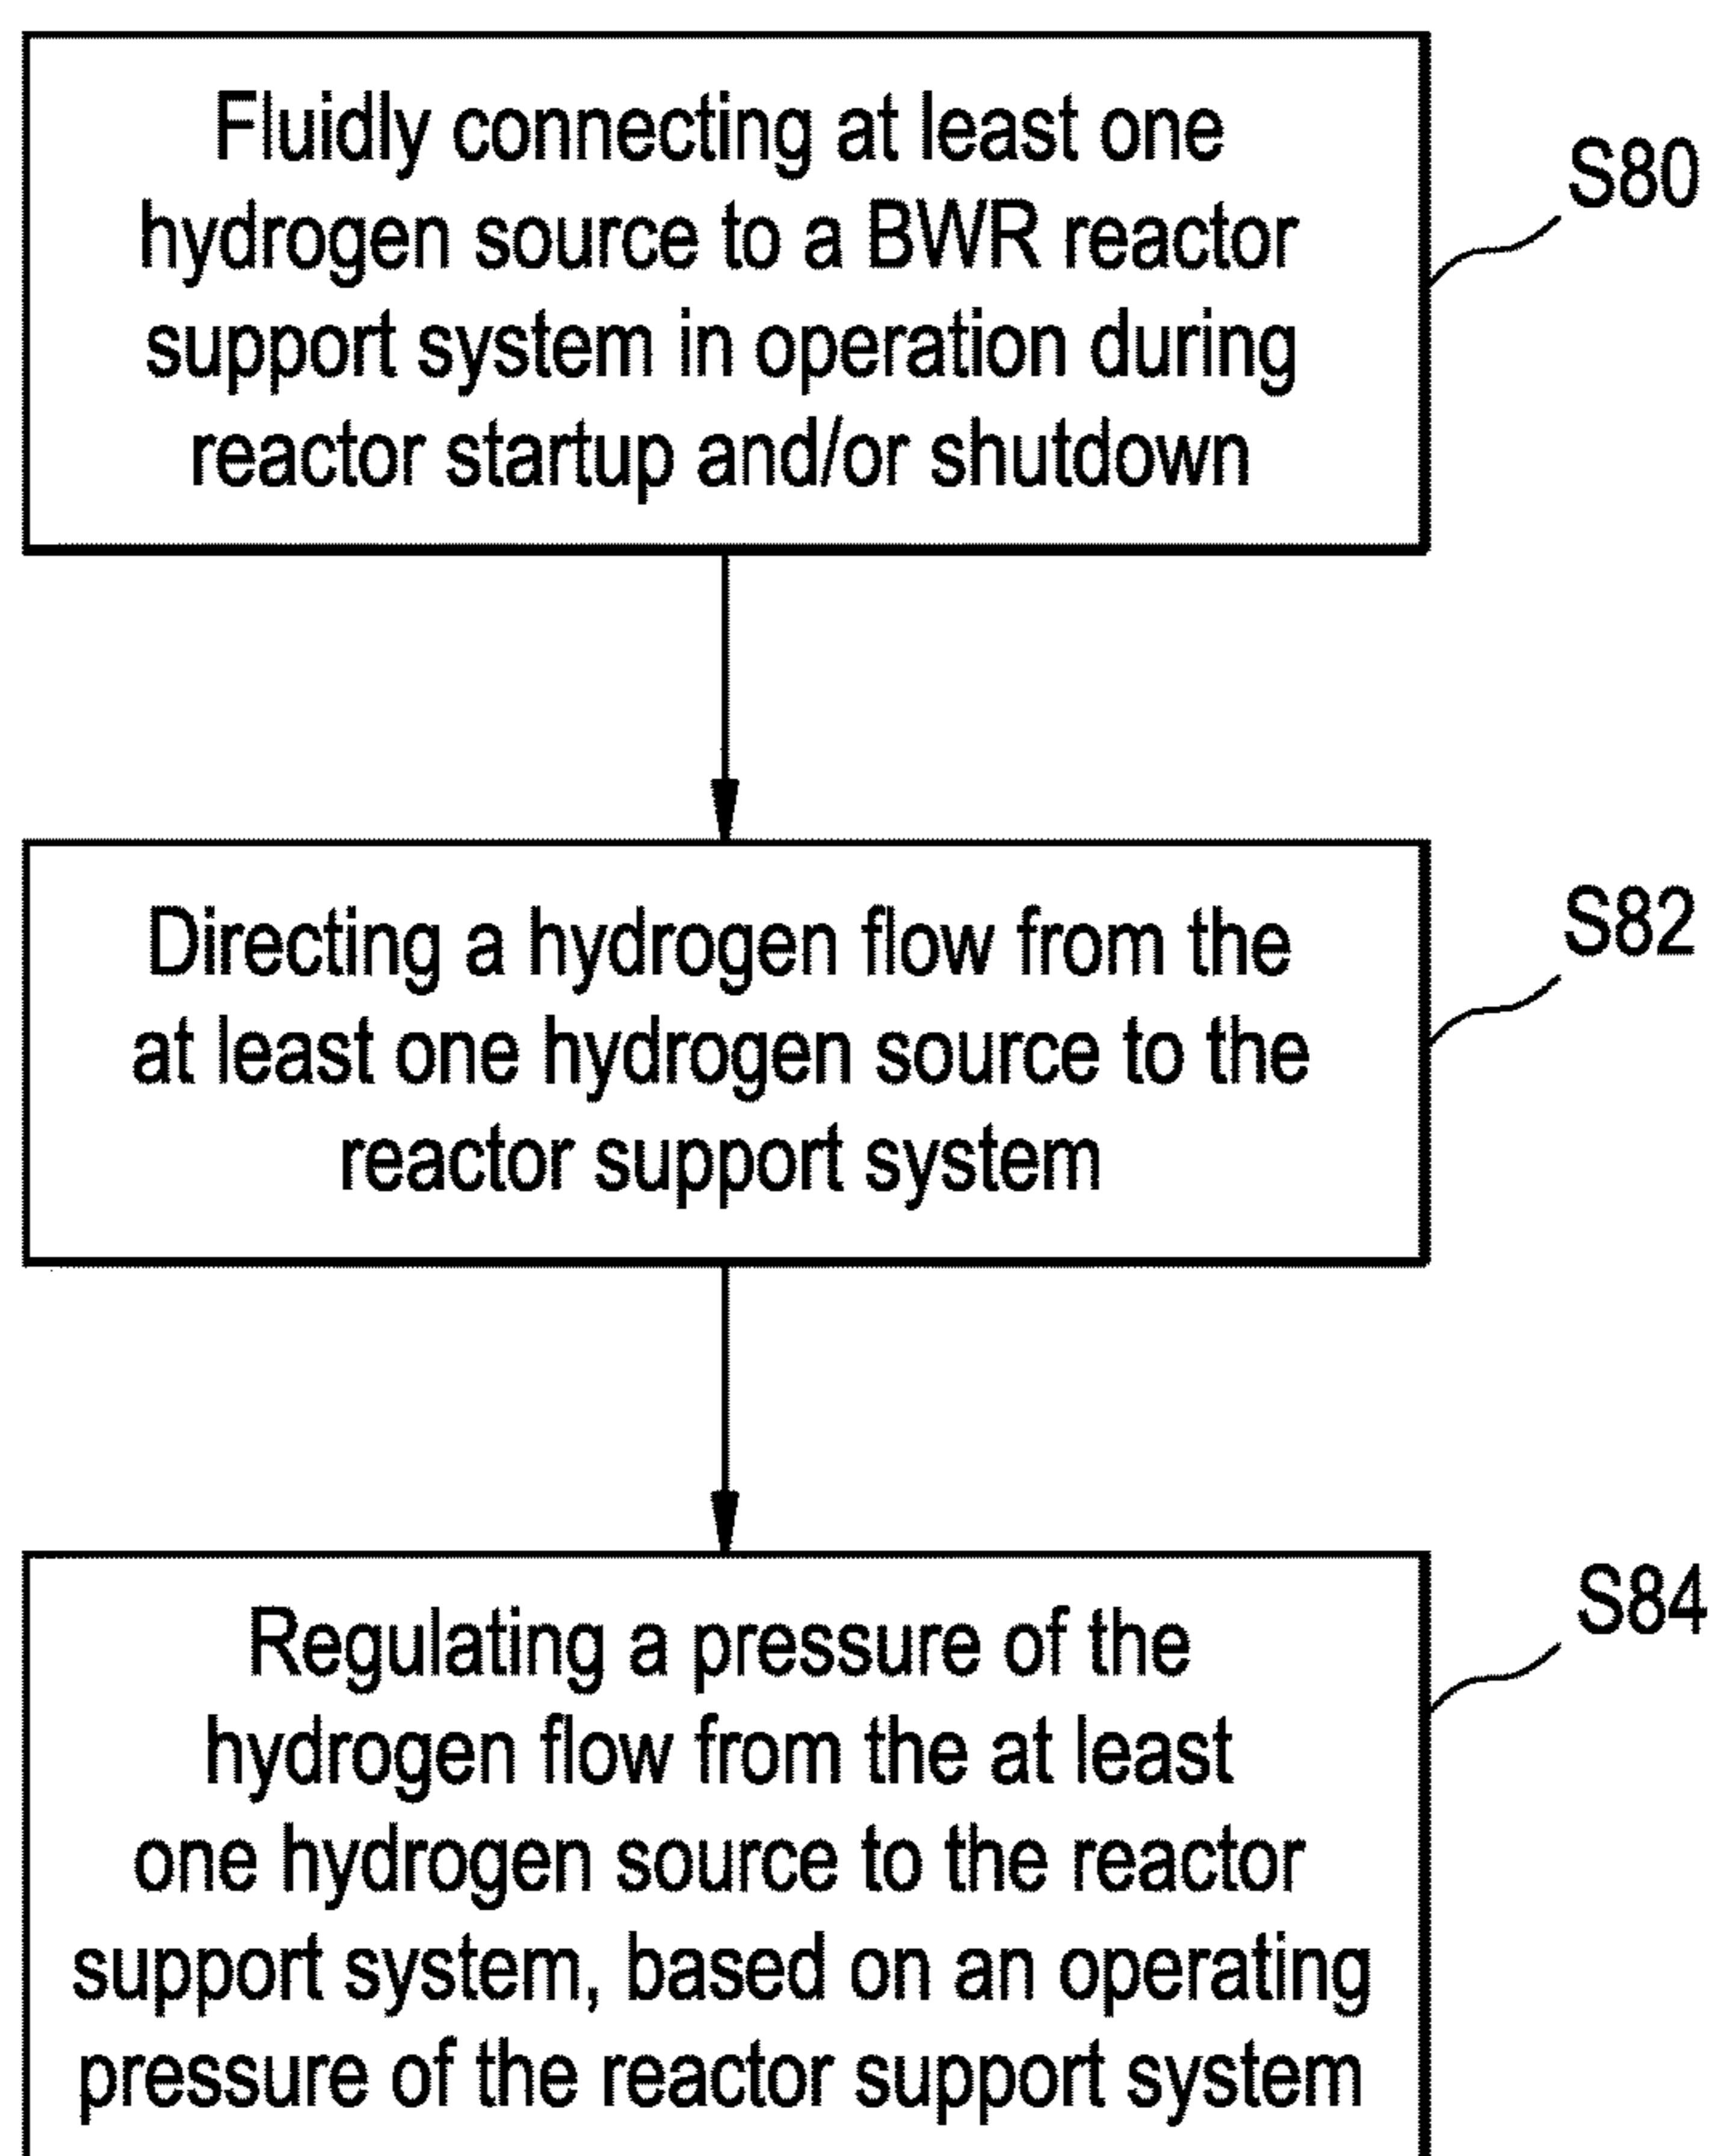 Fluidly connecting at least one
hydrogen source to a BWR reactor
support system in operation during
reactor startup and/or shutdown
S80
Directing a hydrogen flow from the
at least one hydrogen source to the
reactor support system
S82
Regulating a pressure of the
hydrogen flow from the at least
one hydrogen source to the reactor
support system, based on an operating
pressure of the reactor support system
S84